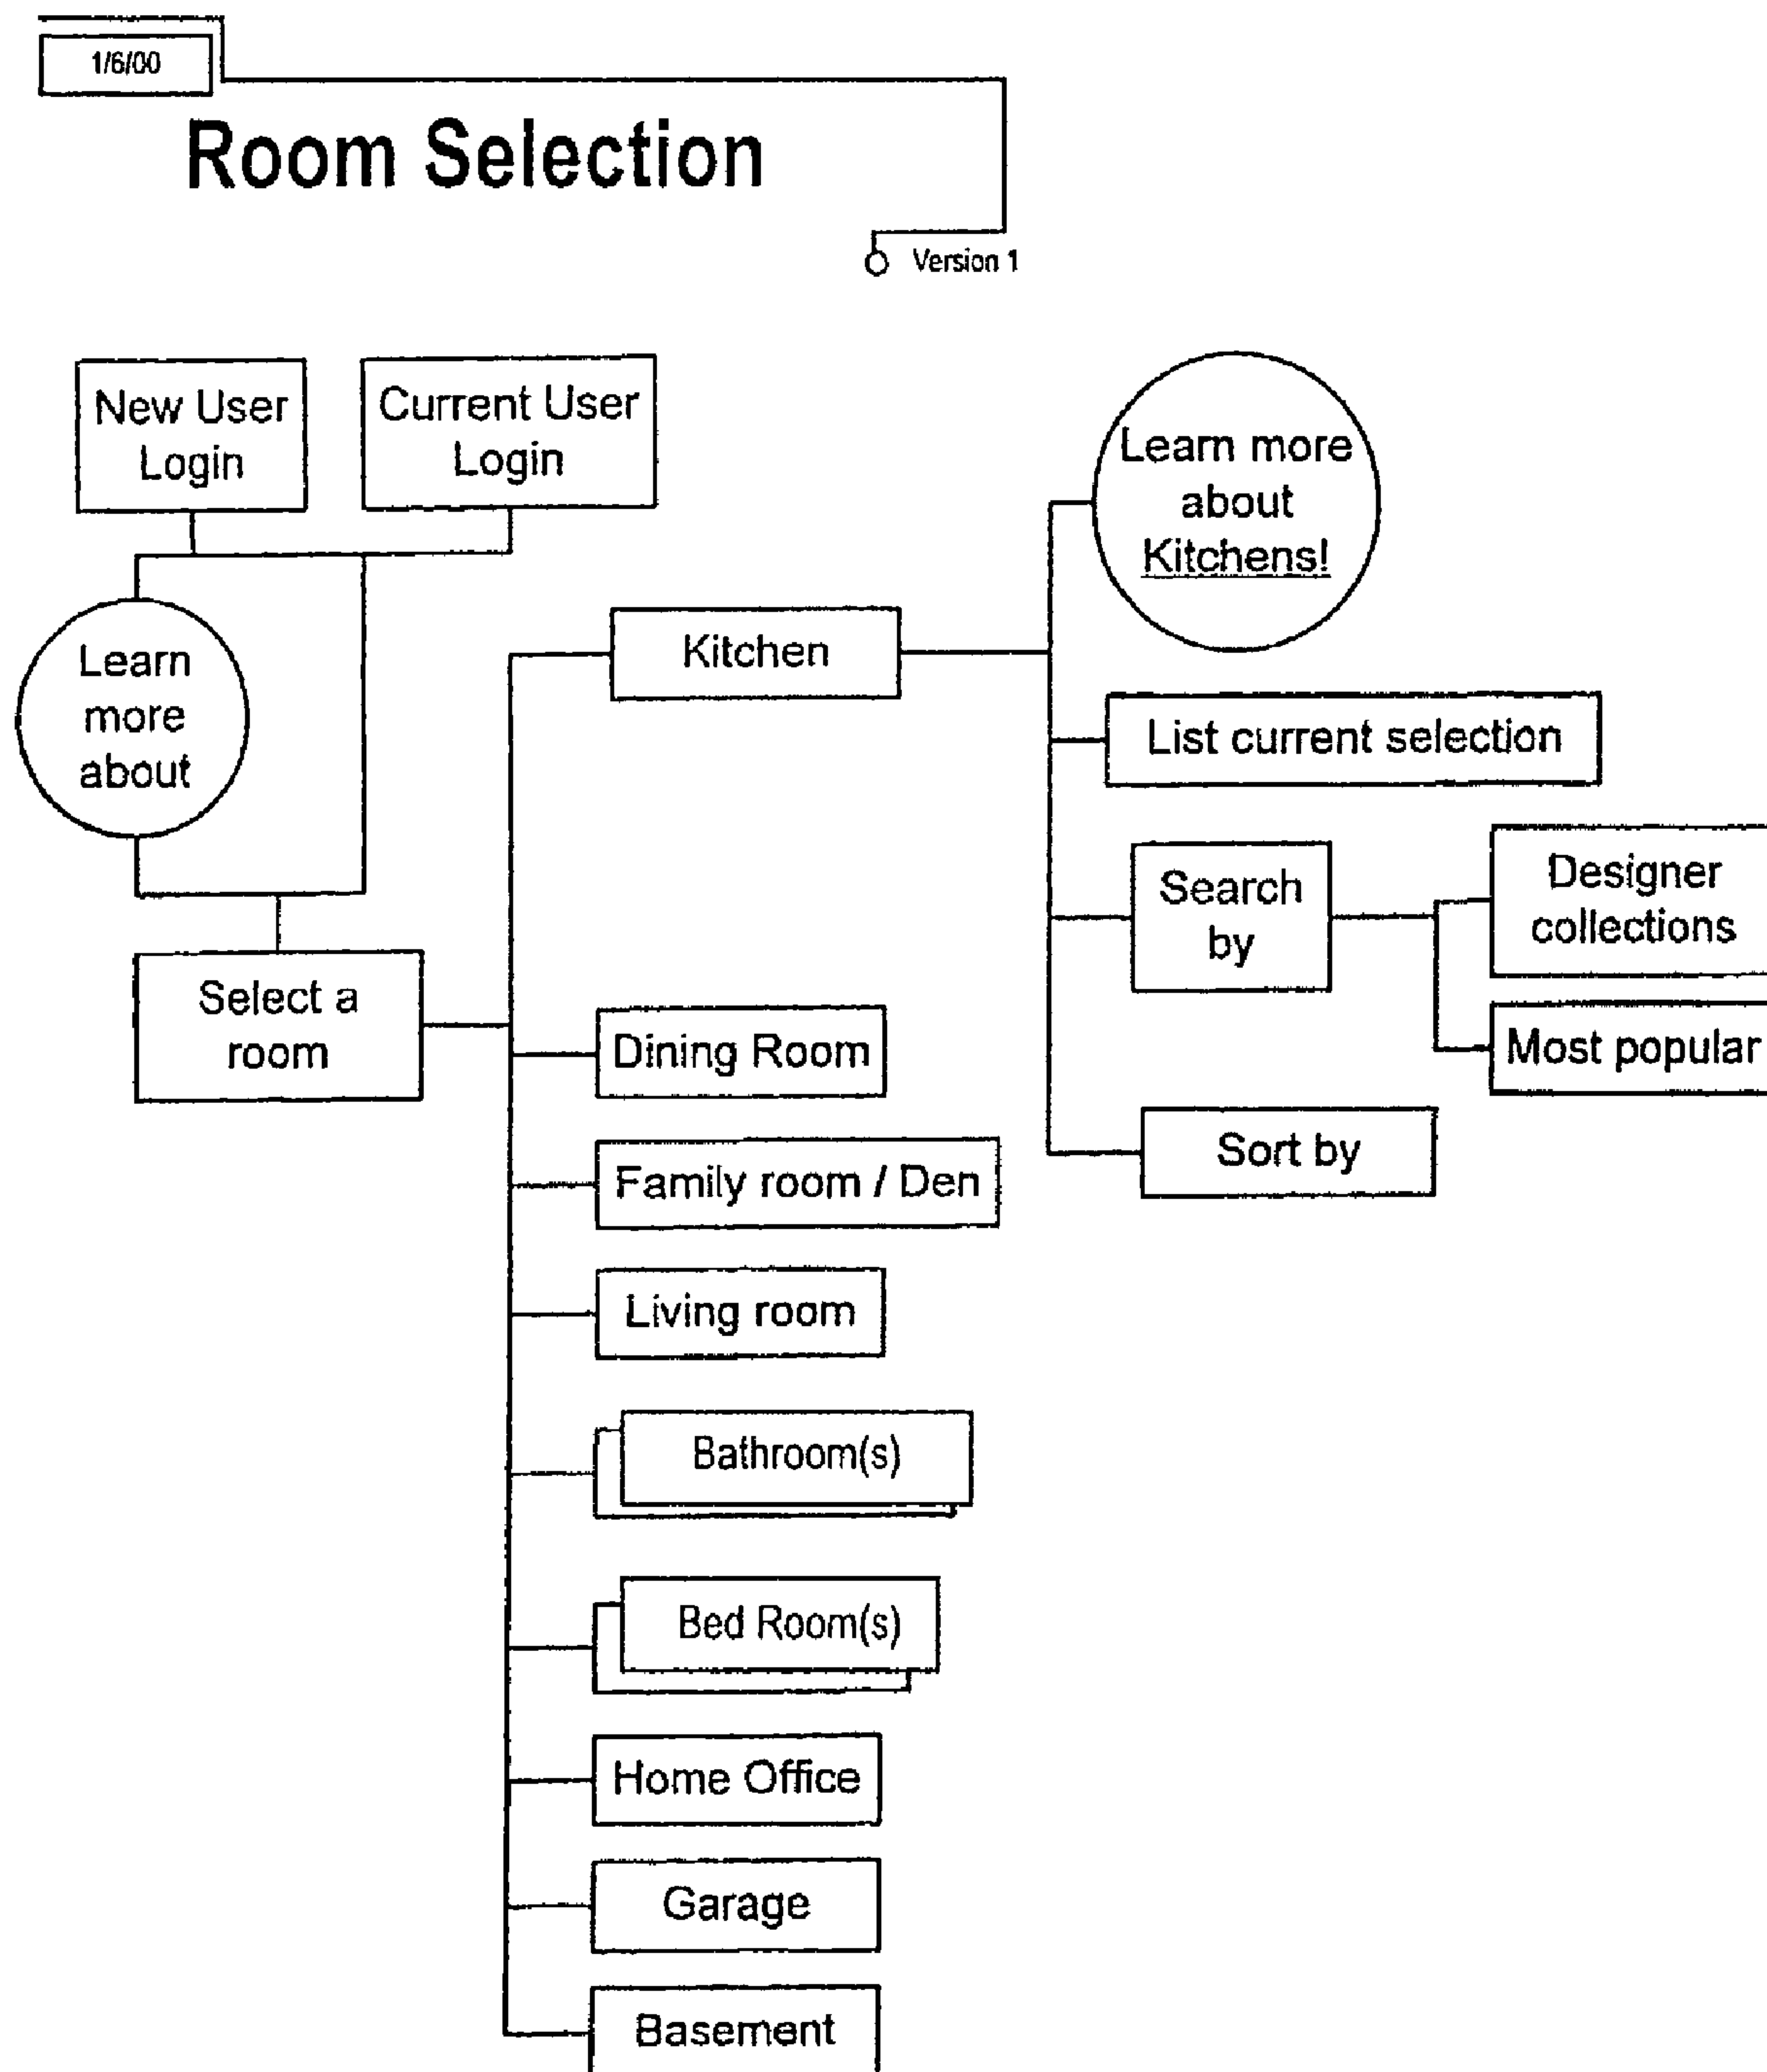 1/6/00
Room Selection
Version 1
New User
Login
Current User
Login
Learn more
about
Kitchens!
Learn
more
about
Kitchen
List current selection
Search
by
Designer
collections
Most popular
Sort by
Select a
room
Dining Room
Family room / Den
Living room
Bathroom(s)
Bed Room(s)
Home Office
Garage
Basement